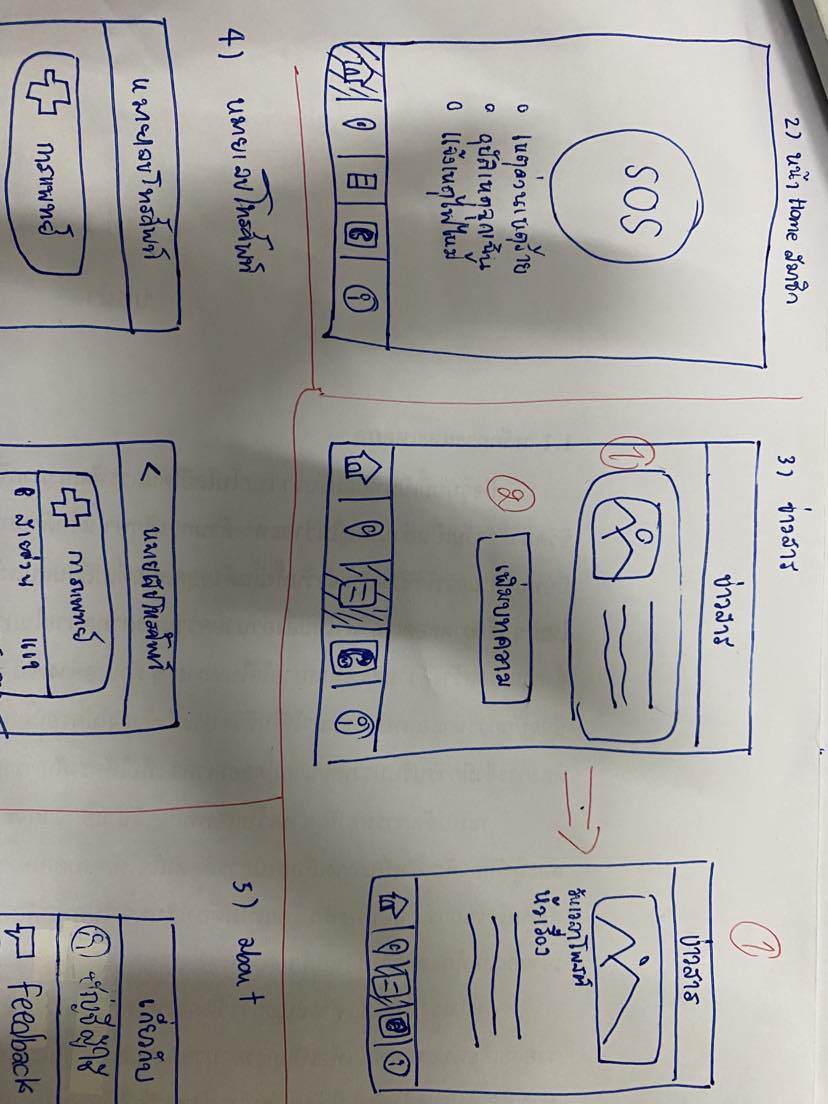 2) หน้า Home สมาชิก
SOS
เหตุด่วนเหตุร้าย
อุบัติเหตุฉุกเฉิน
แจ้งเหตุไฟไหม้
3) ข่าวสาร
ข่าวสาร
1
2
เพิ่มบทความ
1
ข่าวสาร
วันเวลาโพสต์
หัวเรื่อง
4) หมายเลขโทรศัพท์
หมายเลขโทรศัพท์
การแพทย์
< หมายเลขโทรศัพท์
การแพทย์
สายด่วน 1669
5) about
เกี่ยวกับ
บัญชีผู้ใช้
feedback